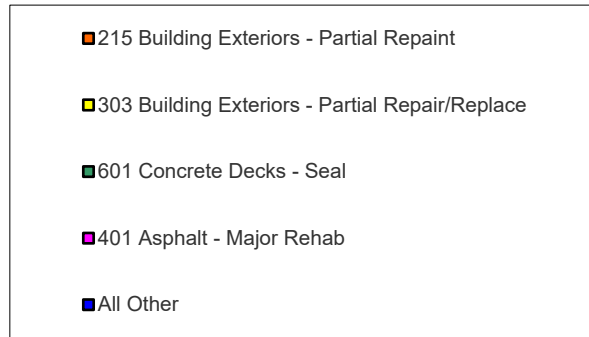 215 Building Exteriors - Partial Repaint
303 Building Exteriors - Partial Repair/Replace
601 Concrete Decks - Seal
401 Asphalt - Major Rehab
All Other